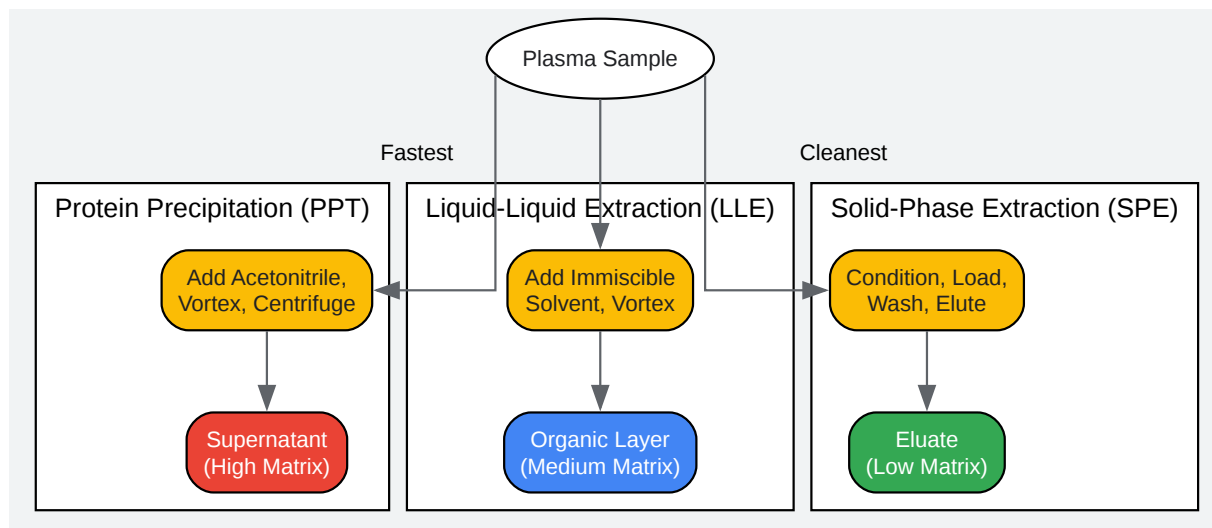 Plasma Sample
Fastest
Cleanest
Protein Precipitation (PPT)
Add Acetonitrile,
Vortex, Centrifuge
Supernatant
(High Matrix)
Liquid-Liquid Extraction (LLE)
Add Immiscible
Solvent, Vortex
Organic Layer
(Medium Matrix)
Solid-Phase Extraction (SPE)
Condition, Load,
Wash, Elute
Eluate
(Low Matrix)